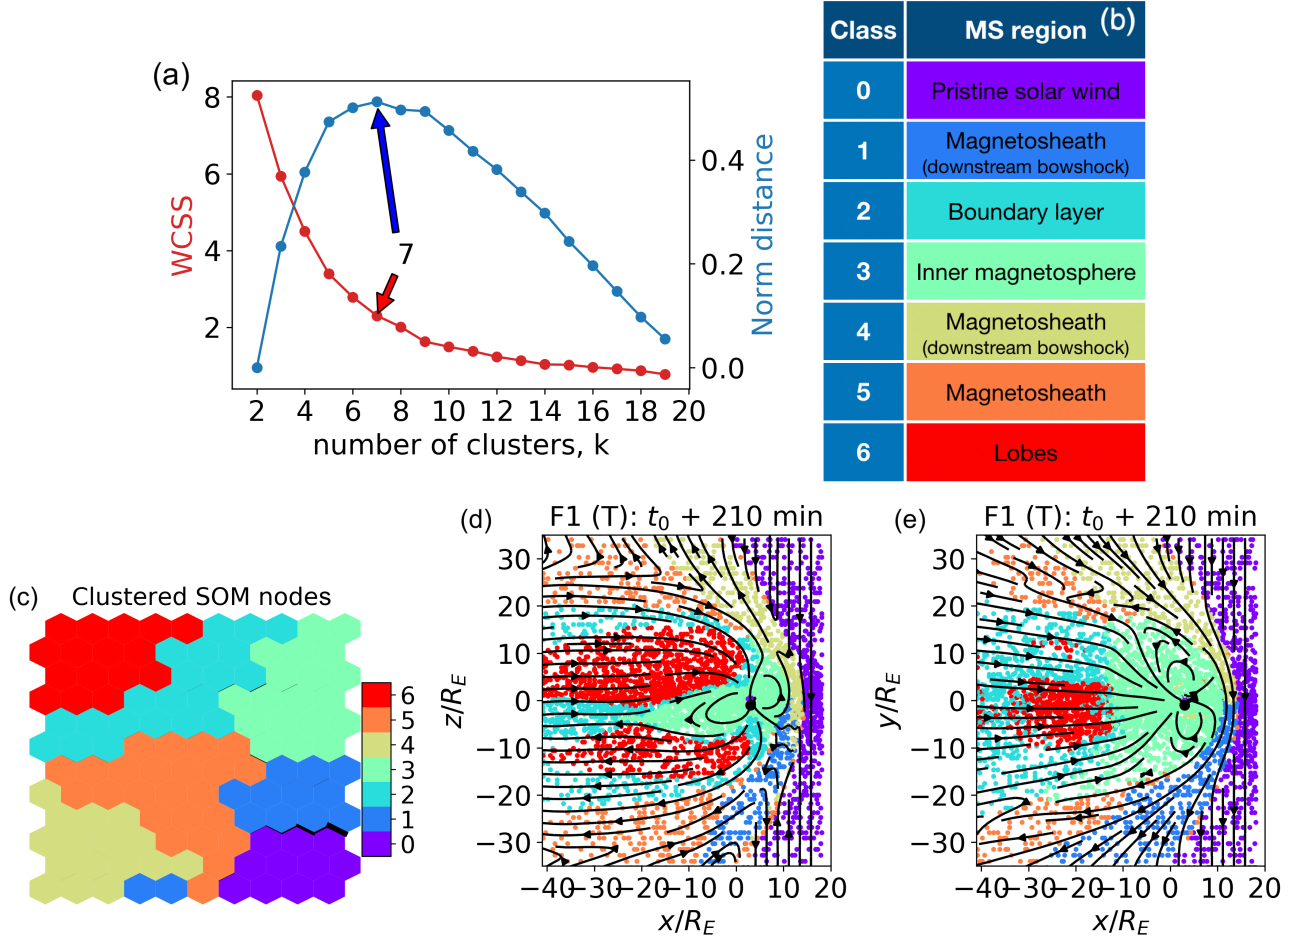 (a)
8
6
4
2
WCSS
0.4
0.2
0.0
Norm distance
7
2 4 6 8 10 12 14 16 18 20
number of clusters, k
Class MS region (b)
0 Pristine solar wind
1 Magnetosheath
(downstream bowshock)
2 Boundary layer
3 Inner magnetosphere
4 Magnetosheath
(downstream bowshock)
5 Magnetosheath
6 Lobes
(c) Clustered SOM nodes
6
5
4
3
2
1
0
(d) F1 (T): t₀ + 210 min
30
20
10
0
−10
−20
−30
z/R_E
−40 −30 −20 −10 0 10 20
x/R_E
(e) F1 (T): t₀ + 210 min
30
20
10
0
−10
−20
−30
y/R_E
−40 −30 −20 −10 0 10 20
x/R_E